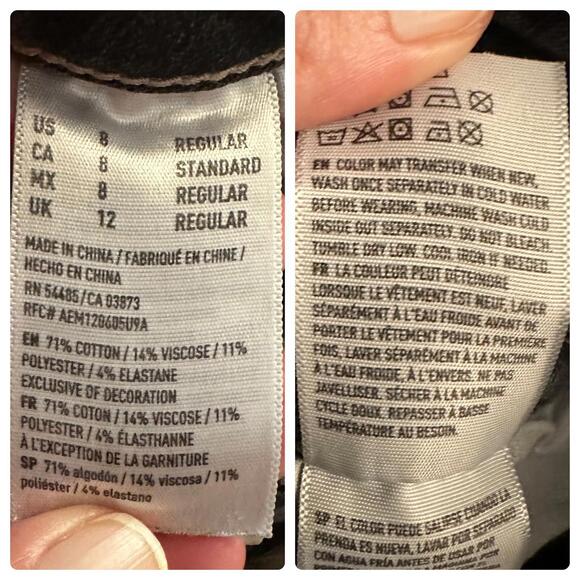 US 8 REGULAR
CA 8 STANDARD
MX 8 REGULAR
UK 12 REGULAR
MADE IN CHINA / FABRIQUÉ EN CHINE /
HECHO EN CHINA
RN 54485/CA 03873
RFC# AEM120605U9A
EN 71% COTTON / 14% VISCOSE / 11%
POLYESTER / 4% ELASTANE
EXCLUSIVE OF DECORATION
FR 71% COTON / 14% VISCOSE / 11%
POLYESTER / 4% ÉLASTHANNE
À L'EXCEPTION DE LA GARNITURE
SP 71% algodón / 14% viscosa / 11%
poliéster / 4% elastano
EN COLOR MAY TRANSFER WHEN NEW,
WASH ONCE SEPARATELY IN COLD WATER
BEFORE WEARING, MACHINE WASH COLD
INSIDE OUT SEPARATELY. DO NOT BLEACH.
TUMBLE DRY LOW. COOL IRON IF NEEDED.
FR LA COULEUR PEUT DÉTEINDRE
LORSQUE LE VÊTEMENT EST NEUF, LAVER
SÉPARÉMENT À L'EAU FROIDE AVANT DE
PORTER LE VÊTEMENT POUR LA PREMIÈRE
FOIS, LAVER SÉPARÉMENT À LA MACHINE
À L'EAU FROIDE, À L'ENVERS. NE PAS
JAVELLISER. SÉCHER À LA MACHINE
CYCLE DOUX. REPASSER À BASSE
TEMPÉRATURE AU BESOIN.
SP EL COLOR PUEDE SALIRSE CUANDO LA
PRENDA ES NUEVA, LAVAR POR SEPARADO
CON AGUA FRÍA ANTES DE USAR POR